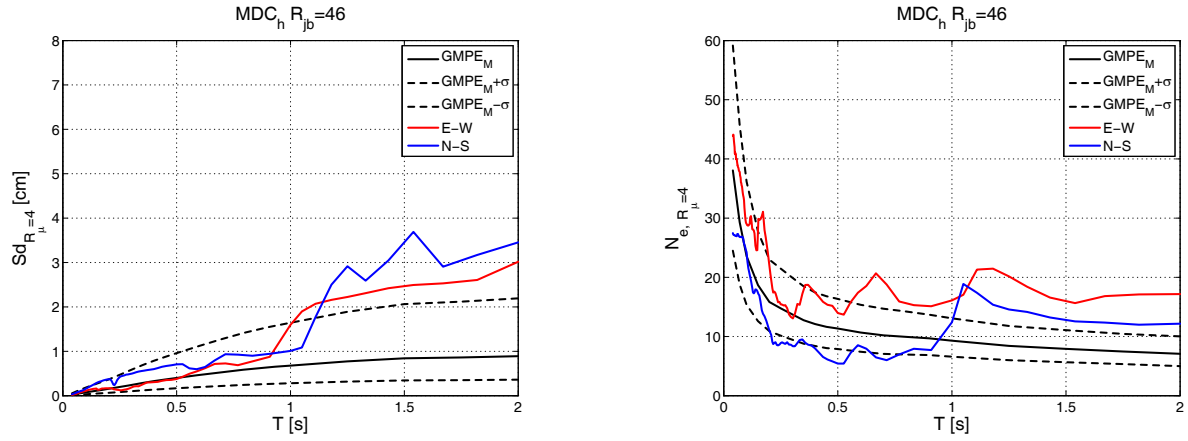 MDC_h R_jb=46
Sd_{R_μ=4} [cm]
8
7
6
5
4
3
2
1
0
0 0.5 1 1.5 2
T [s]
GMPE_M
GMPE_M+σ
GMPE_M−σ
E−W
N−S
MDC_h R_jb=46
N_{e, R_μ=4}
60
50
40
30
20
10
0
0 0.5 1 1.5 2
T [s]
GMPE_M
GMPE_M+σ
GMPE_M−σ
E−W
N−S